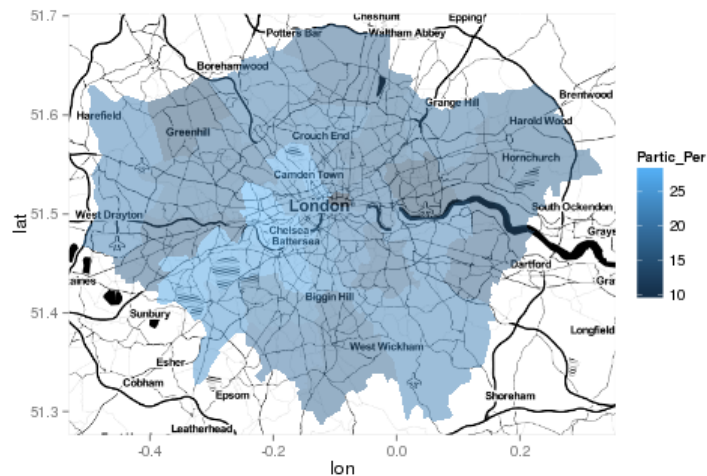 51.7
Cheshunt
Epping
Potters Bar
Waltham Abbey
Borehamwood
Brentwood
51.6
Harefield
Grange Hill
Harold Wood
Greenhill
Crouch End
Hornchurch
Partic_Per
Camden Town
25
lat
51.5
West Drayton
London
South Ockendon
20
Chelsea
Battersea
Grays
15
aines
Dartford
Gra
10
Biggin Hill
51.4
Sunbury
West Wickham
Longfield
Esher
Cobham
Epsom
Shoreham
51.3
Leatherhead
-0.4
-0.2
0.0
0.2
lon